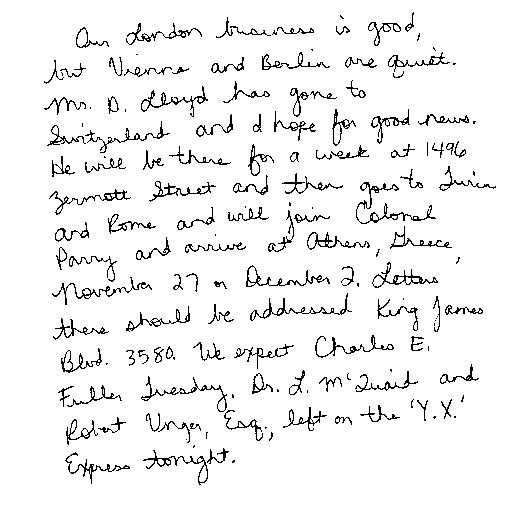 Our London business is good,
but Vienna and Berlin are quiet.
Mr. D. Lloyd has gone to
Switzerland and I hope for good news.
He will be there for a week at 1496
Zermott Street and then goes to Turin
and Rome and will join Colonel
Parry and arrive at Athens, Greece,
November 27 or December 2. Letters
there should be addressed King James
Blvd. 3580. We expect Charles E.
Fuller Tuesday. Dr. L. McQuaid and
Robert Unger, Esq., left on the 'Y.X.'
Express tonight.